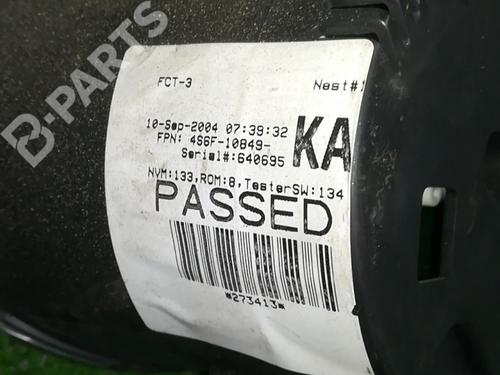 B-PARTS
FCT-3 Nest#1
10-Sep-2004 07:39:32
FPN: 4S6F-10849-
KA
Serial#:640695
NVM:133,ROM:8,TesterSW:134
PASSED
*273413*